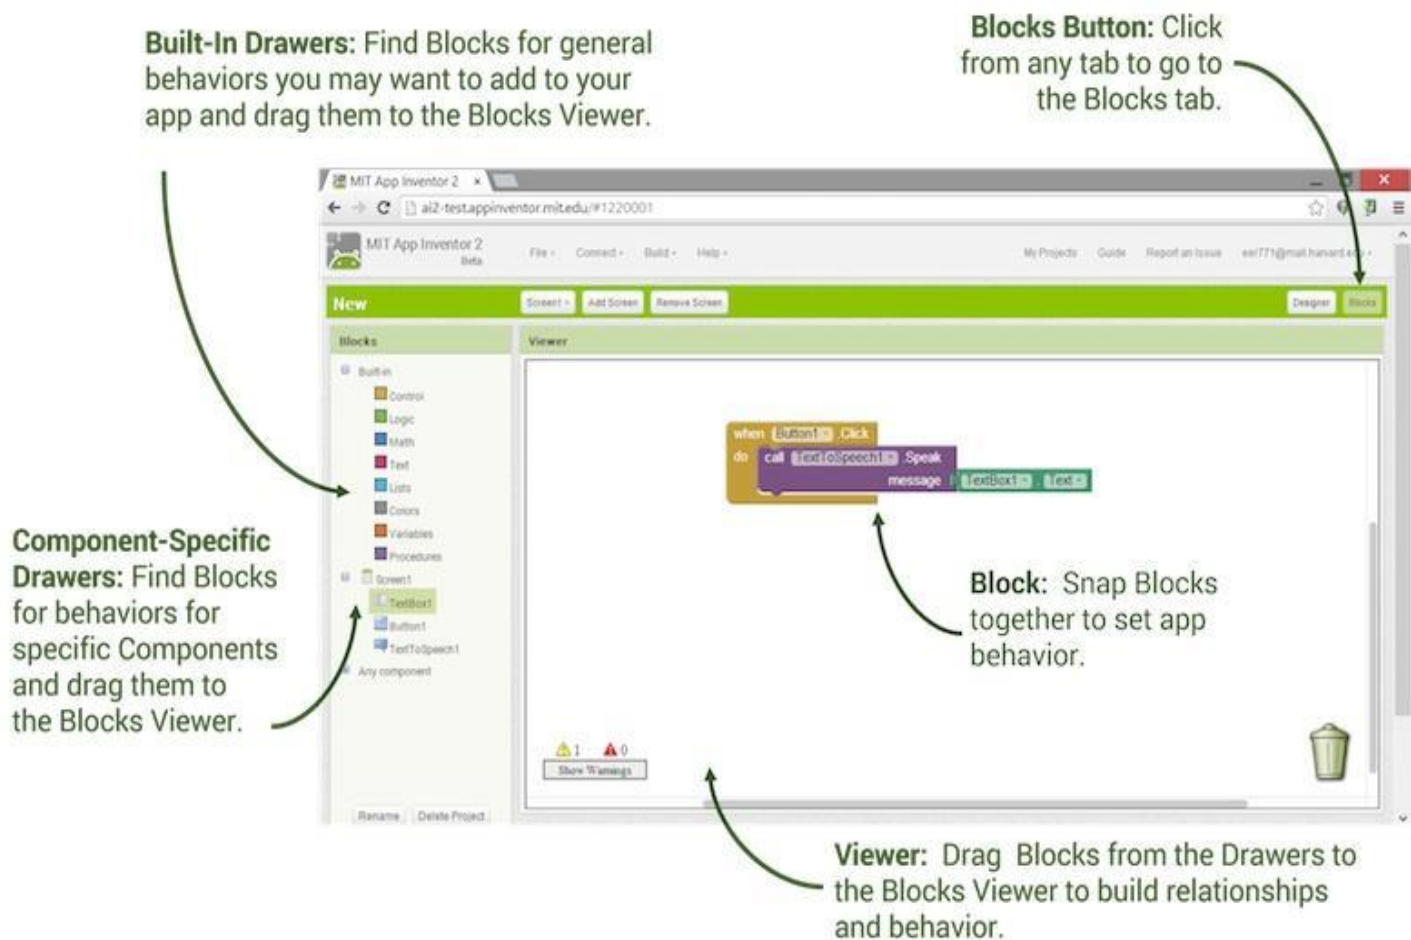 Built-In Drawers: Find Blocks for general
behaviors you may want to add to your
app and drag them to the Blocks Viewer.
Blocks Button: Click
from any tab to go to
the Blocks tab.
MIT App Inventor 2
ai2-test.appinventor.mit.edu/#1220001
MIT App Inventor 2
Beta
File Connect Build Help
My Projects Guide Report an Issue
New
Screen1 Add Screen Remove Screen
Designer Blocks
Blocks
Viewer
Built-in
Control
Logic
Math
Text
Lists
Colors
Variables
Procedures
Screen1
TextBox1
Button1
TextToSpeech1
Any component
Rename Delete Project
when Button1 .Click
do call TextToSpeech1 .Speak
message TextBox1 . Text
1 0
Show Warnings
Component-Specific
Drawers: Find Blocks
for behaviors for
specific Components
and drag them to
the Blocks Viewer.
Block: Snap Blocks
together to set app
behavior.
Viewer: Drag Blocks from the Drawers to
the Blocks Viewer to build relationships
and behavior.